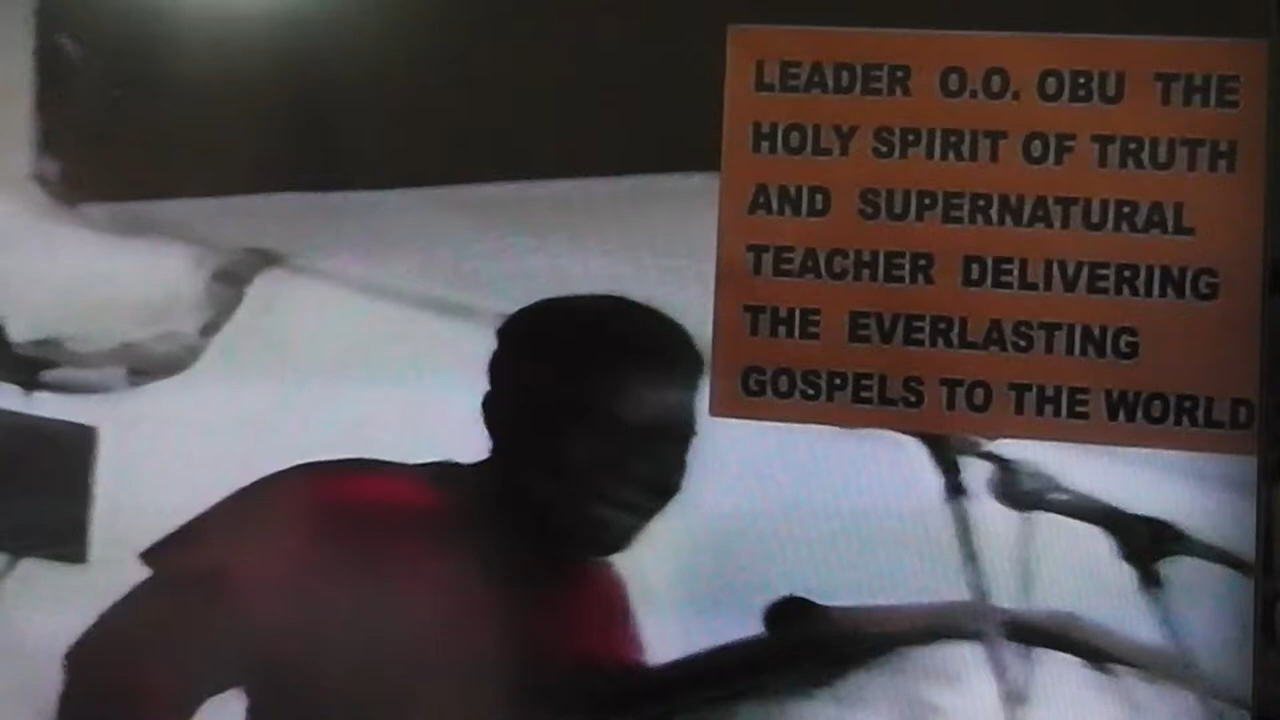 LEADER O.O. OBU THE
HOLY SPIRIT OF TRUTH
AND SUPERNATURAL
TEACHER DELIVERING
THE EVERLASTING
GOSPELS TO THE WORLD